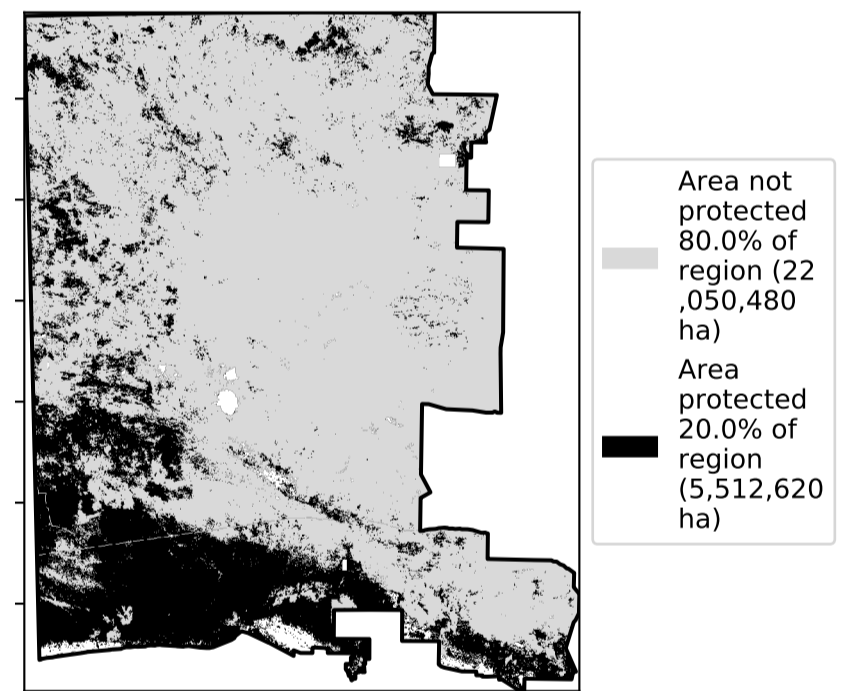 Area not
protected
80.0% of
region (22
,050,480
ha)
Area
protected
20.0% of
region
(5,512,620
ha)